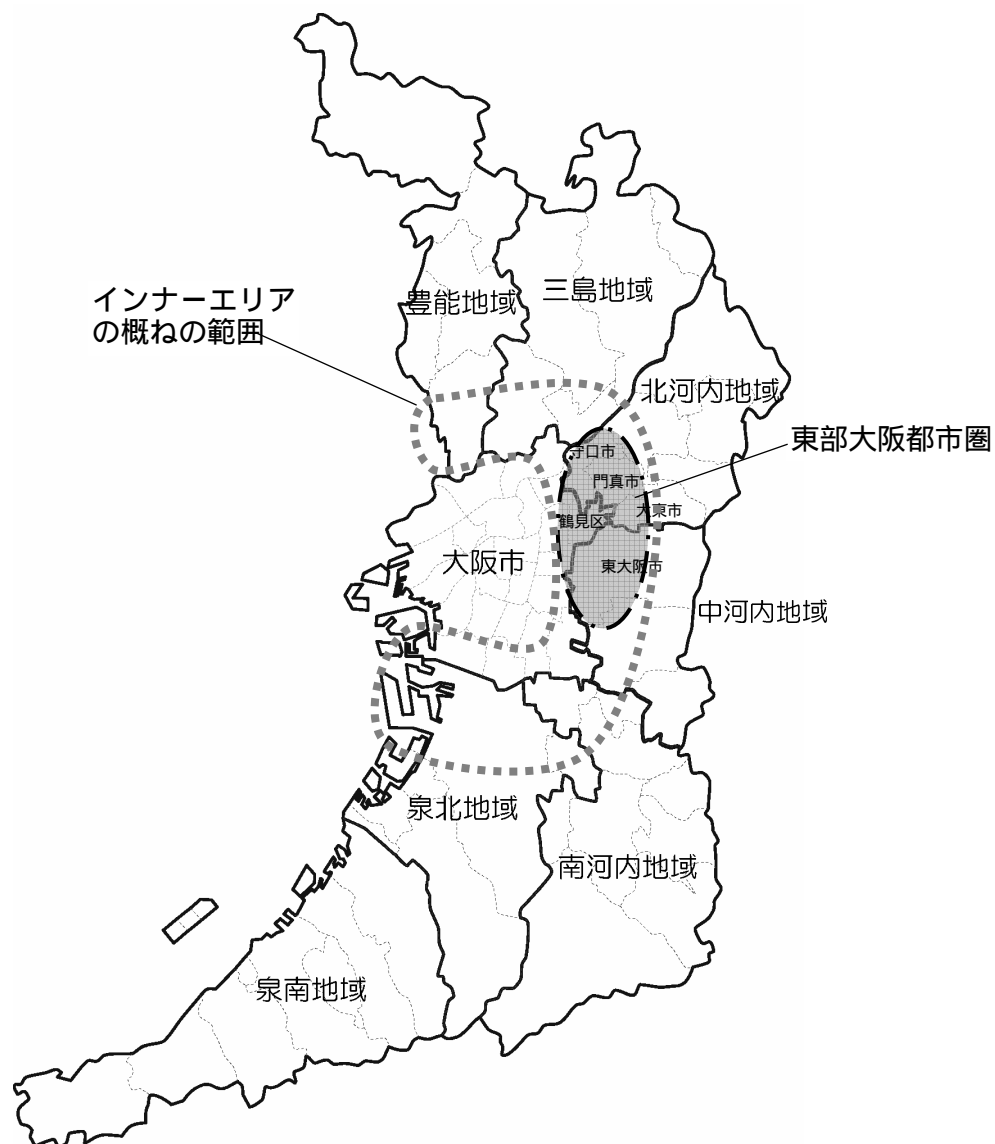 豊能地域
三島地域
インナーエリア
の概ねの範囲
北河内地域
東部大阪都市圏
守口市
門真市
大東市
鶴見区
大阪市
東大阪市
中河内地域
泉北地域
南河内地域
泉南地域